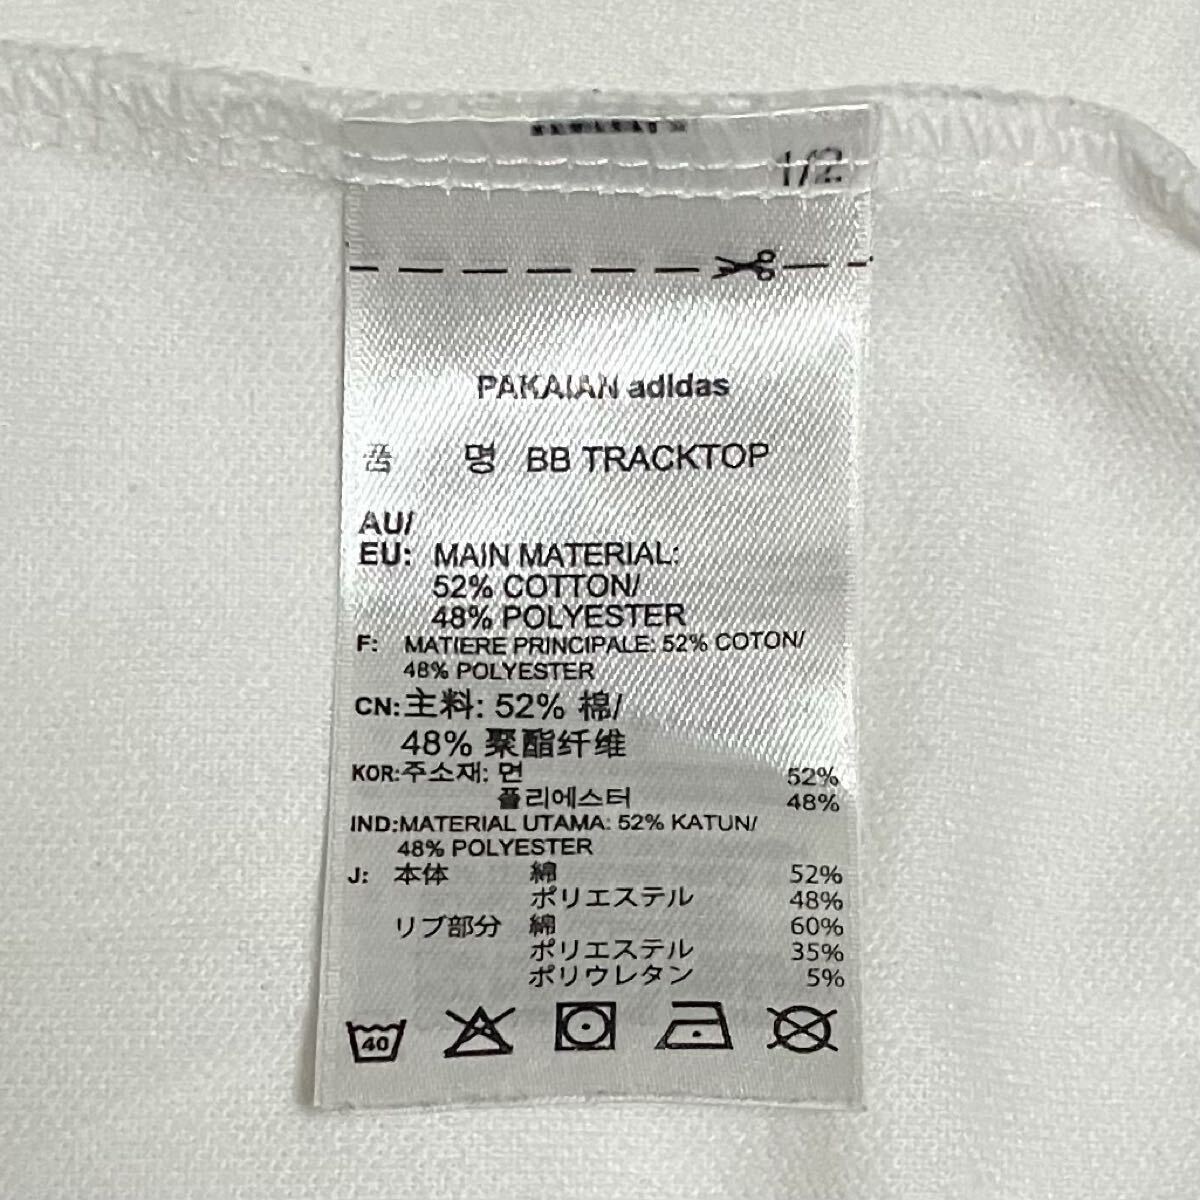 1/2
PAKAIAN adidas
품 명 BB TRACKTOP
AU/
EU: MAIN MATERIAL:
52% COTTON/
48% POLYESTER
F: MATIERE PRINCIPALE: 52% COTON/
48% POLYESTER
CN: 主料: 52% 棉/
48% 聚酯纤维
KOR: 주소재: 면 52%
폴리에스터 48%
IND: MATERIAL UTAMA: 52% KATUN/
48% POLYESTER
J: 本体 綿 52%
ポリエステル 48%
リブ部分 綿 60%
ポリエステル 35%
ポリウレタン 5%
40